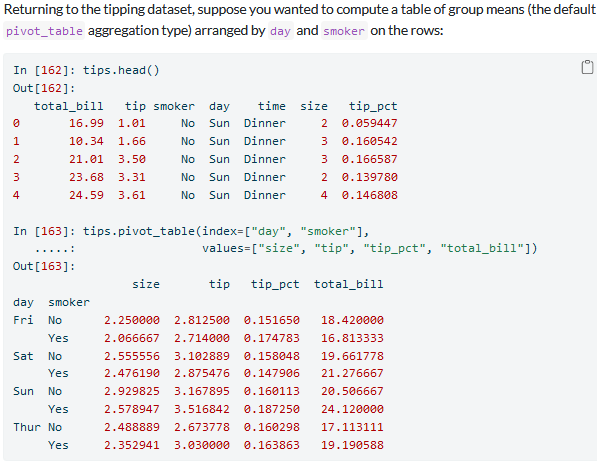 Returning to the tipping dataset, suppose you wanted to compute a table of group means (the default
pivot_table aggregation type) arranged by day and smoker on the rows:
In [162]: tips.head()
Out[162]:
   total_bill   tip smoker  day    time  size   tip_pct
0       16.99  1.01     No  Sun  Dinner     2  0.059447
1       10.34  1.66     No  Sun  Dinner     3  0.160542
2       21.01  3.50     No  Sun  Dinner     3  0.166587
3       23.68  3.31     No  Sun  Dinner     2  0.139780
4       24.59  3.61     No  Sun  Dinner     4  0.146808
In [163]: tips.pivot_table(index=["day", "smoker"],
   .....:                  values=["size", "tip", "tip_pct", "total_bill"])
Out[163]:
                 size       tip   tip_pct  total_bill
day  smoker
Fri  No      2.250000  2.812500  0.151650   18.420000
     Yes     2.066667  2.714000  0.174783   16.813333
Sat  No      2.555556  3.102889  0.158048   19.661778
     Yes     2.476190  2.875476  0.147906   21.276667
Sun  No      2.929825  3.167895  0.160113   20.506667
     Yes     2.578947  3.516842  0.187250   24.120000
Thur No      2.488889  2.673778  0.160298   17.113111
     Yes     2.352941  3.030000  0.163863   19.190588